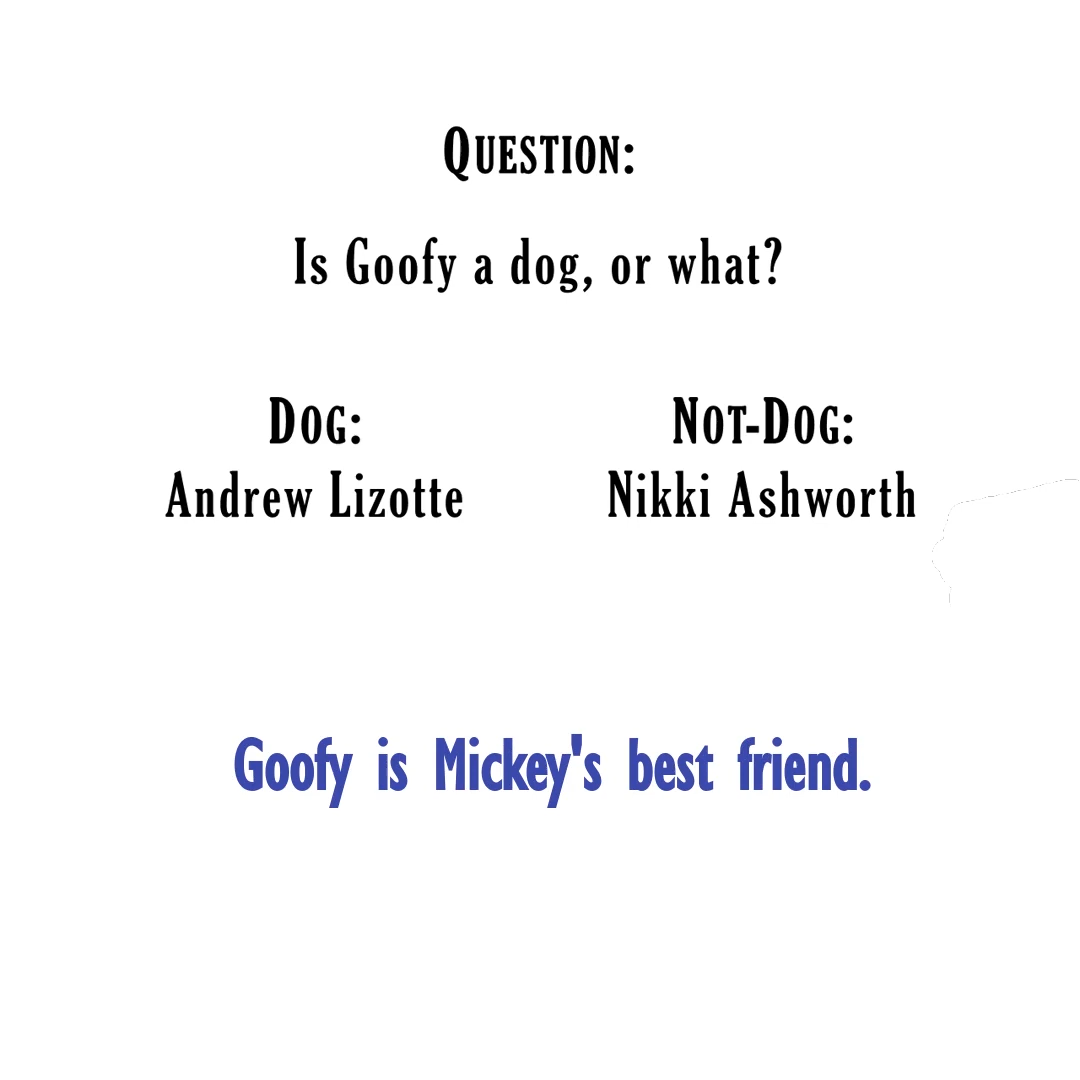 QUESTION:
Is Goofy a dog, or what?
DOG:
NOT-DOG:
Andrew Lizotte
Nikki Ashworth
Goofy is Mickey's best friend.